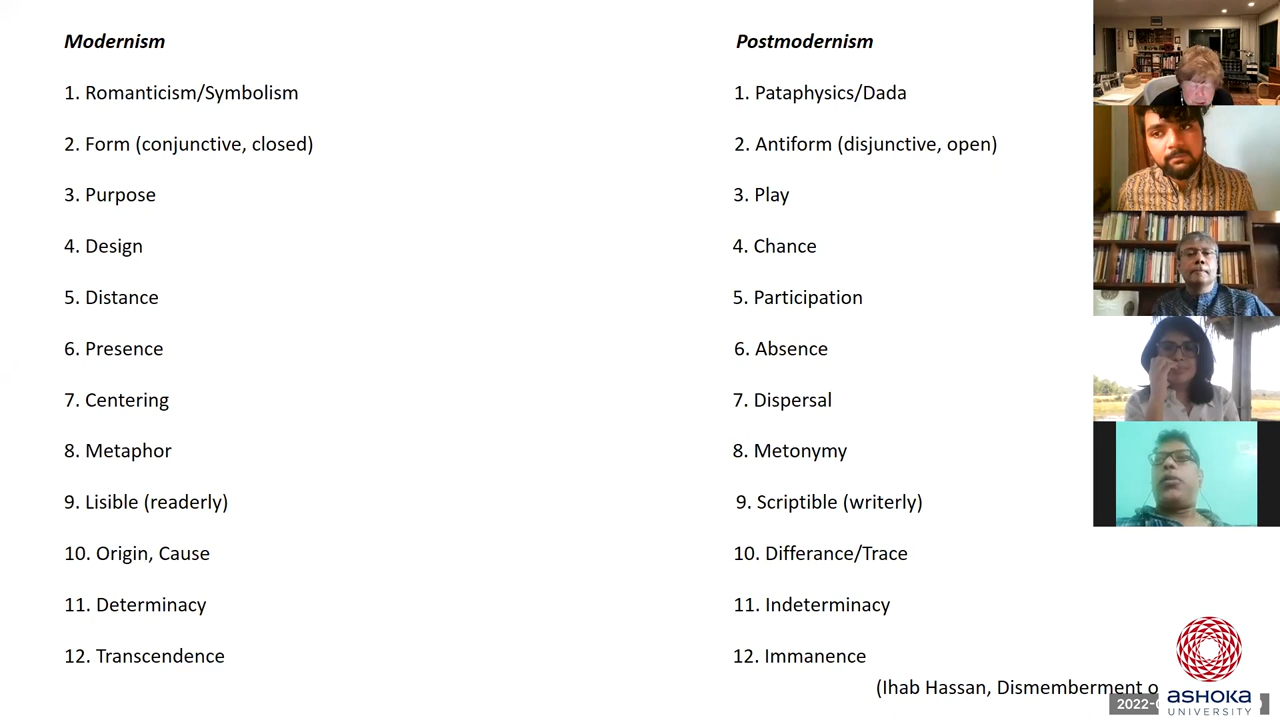 Modernism
Postmodernism
1. Romanticism/Symbolism
1. Pataphysics/Dada
2. Form (conjunctive, closed)
2. Antiform (disjunctive, open)
3. Purpose
3. Play
4. Design
4. Chance
5. Distance
5. Participation
6. Presence
6. Absence
7. Centering
7. Dispersal
8. Metaphor
8. Metonymy
9. Lisible (readerly)
9. Scriptible (writerly)
10. Origin, Cause
10. Differance/Trace
11. Determinacy
11. Indeterminacy
12. Transcendence
12. Immanence
(Ihab Hassan, Dismemberment o
ASHOKA
UNIVERSITY